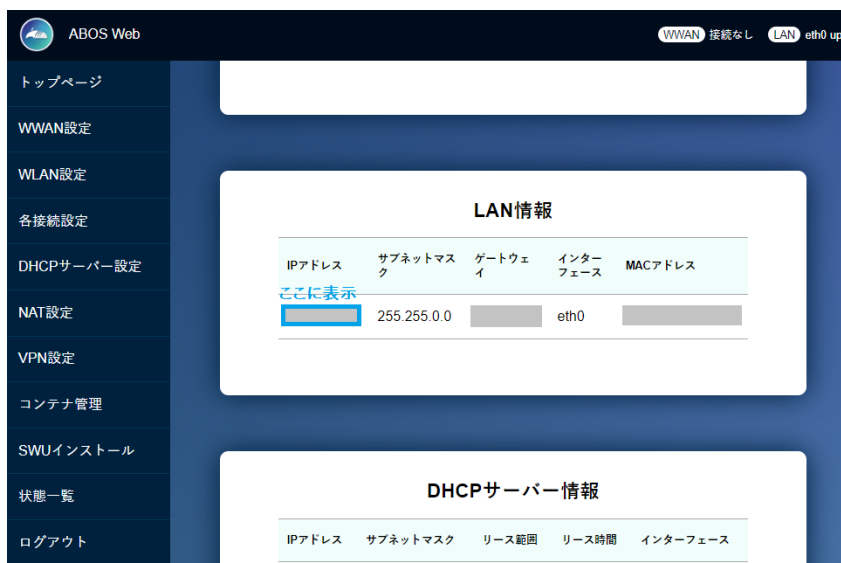 ABOS Web
WWAN 接続なし LAN eth0 up
トップページ
WWAN設定
WLAN設定
各接続設定
DHCPサーバー設定
NAT設定
VPN設定
コンテナ管理
SWUインストール
状態一覧
ログアウト
LAN情報
IPアドレス サブネットマスク ゲートウェイ インターフェース MACアドレス
ここに表示
255.255.0.0 eth0
DHCPサーバー情報
IPアドレス サブネットマスク リース範囲 リース時間 インターフェース